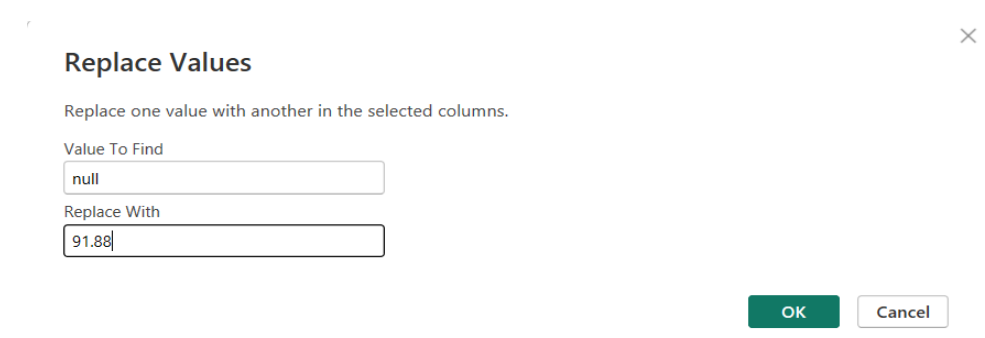 Replace Values
Replace one value with another in the selected columns.
Value To Find
null
Replace With
91.88
OK Cancel